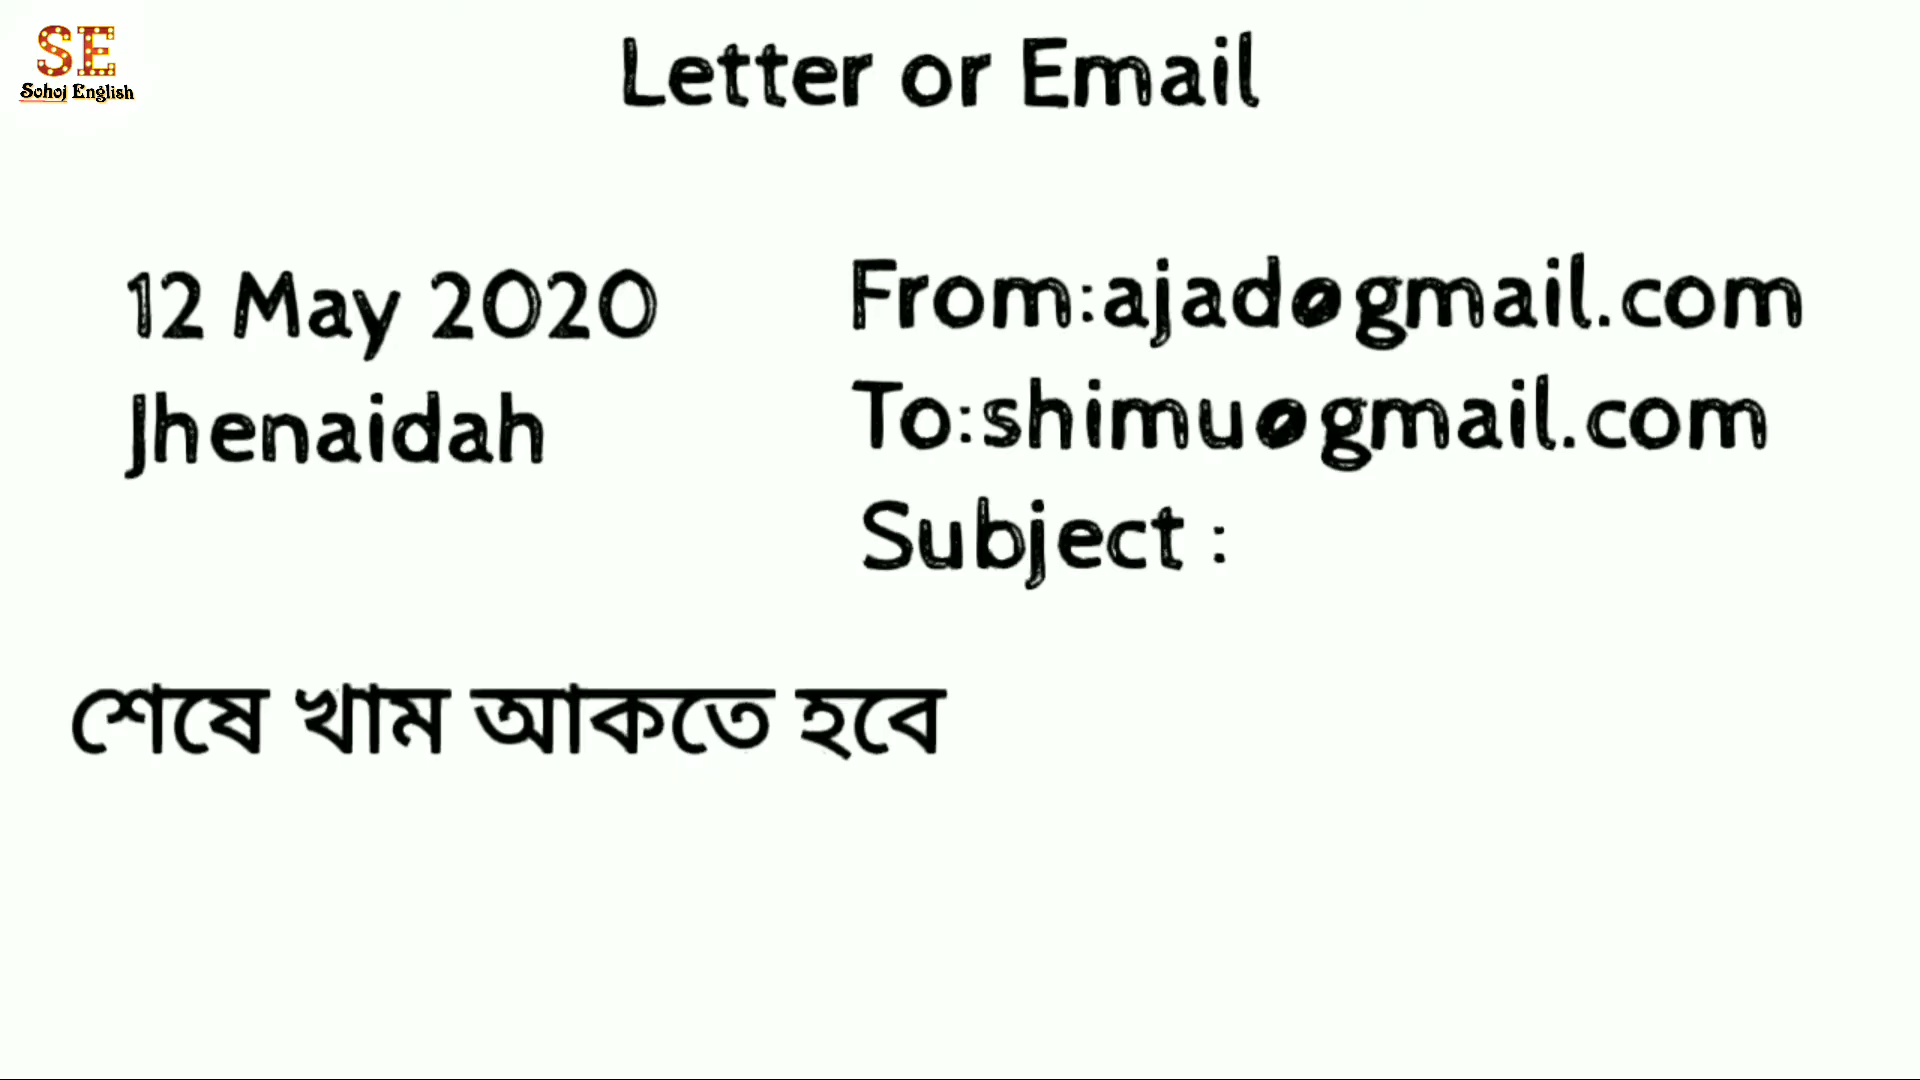 SE
Sohoj English
Letter or Email
12 May 2020
Jhenaidah
From:ajad@gmail.com
To:shimu@gmail.com
Subject :
শেষে খাম আকতে হবে